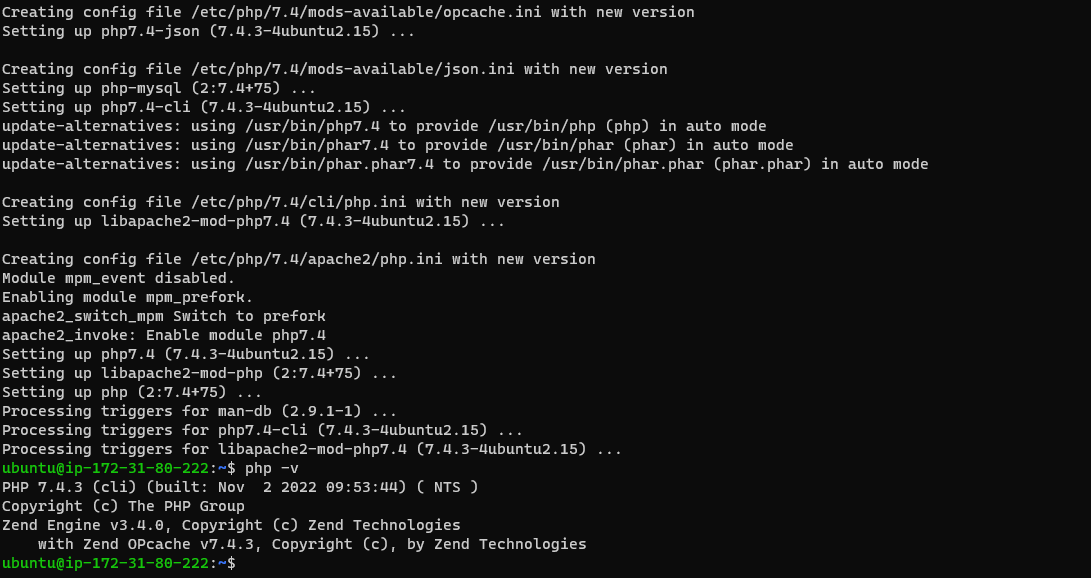 Creating config file /etc/php/7.4/mods-available/opcache.ini with new version
Setting up php7.4-json (7.4.3-4ubuntu2.15) ...
Creating config file /etc/php/7.4/mods-available/json.ini with new version
Setting up php-mysql (2:7.4+75) ...
Setting up php7.4-cli (7.4.3-4ubuntu2.15) ...
update-alternatives: using /usr/bin/php7.4 to provide /usr/bin/php (php) in auto mode
update-alternatives: using /usr/bin/phar7.4 to provide /usr/bin/phar (phar) in auto mode
update-alternatives: using /usr/bin/phar.phar7.4 to provide /usr/bin/phar.phar (phar.phar) in auto mode
Creating config file /etc/php/7.4/cli/php.ini with new version
Setting up libapache2-mod-php7.4 (7.4.3-4ubuntu2.15) ...
Creating config file /etc/php/7.4/apache2/php.ini with new version
Module mpm_event disabled.
Enabling module mpm_prefork.
apache2_switch_mpm Switch to prefork
apache2_invoke: Enable module php7.4
Setting up php7.4 (7.4.3-4ubuntu2.15) ...
Setting up libapache2-mod-php (2:7.4+75) ...
Setting up php (2:7.4+75) ...
Processing triggers for man-db (2.9.1-1) ...
Processing triggers for php7.4-cli (7.4.3-4ubuntu2.15) ...
Processing triggers for libapache2-mod-php7.4 (7.4.3-4ubuntu2.15) ...
ubuntu@ip-172-31-80-222:~$ php -v
PHP 7.4.3 (cli) (built: Nov  2 2022 09:53:44) ( NTS )
Copyright (c) The PHP Group
Zend Engine v3.4.0, Copyright (c) Zend Technologies
    with Zend OPcache v7.4.3, Copyright (c), by Zend Technologies
ubuntu@ip-172-31-80-222:~$